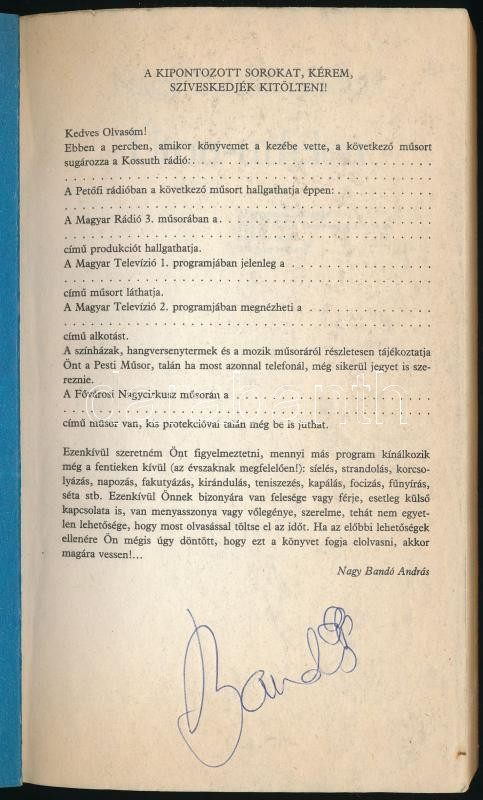 A KIPONTOZOTT SOROKAT, KÉREM,
SZÍVESKEDJÉK KITÖLTENI!
Kedves Olvasóm!
Ebben a percben, amikor könyvemet a kezébe vette, a következő műsort
sugározza a Kossuth rádió: . . . . . . . . . . . . . . . . . . . . . . . .
. . . . . . . . . . . . . . . . . . . . . . . . . . . . . . . . . . . .
A Petőfi rádióban a következő műsort hallgathatja éppen: . . . . . . . . .
. . . . . . . . . . . . . . . . . . . . . . . . . . . . . . . . . . . .
A Magyar Rádió 3. műsorában a . . . . . . . . . . . . . . . . . . . . .
. . . . . . . . . . . . . . . . . . . . . . . . . . . . . . . . . . . .
című produkciót hallgathatja.
A Magyar Televízió 1. programjában jelenleg a . . . . . . . . . . . . . .
. . . . . . . . . . . . . . . . . . . . . . . . . . . . . . . . . . . .
című műsort láthatja.
A Magyar Televízió 2. programjában megnézheti a . . . . . . . . . . . . .
. . . . . . . . . . . . . . . . . . . . . . . . . . . . . . . . . . . .
című alkotást.
A színházak, hangversenytermek és a mozik műsoráról részletesen tájékoztatja
Önt a Pesti Műsor, talán ha most azonnal telefonál, még sikerül jegyet is sze-
reznie.
A Fővárosi Nagycirkusz műsorán a . . . . . . . . . . . . . . . . . . . .
. . . . . . . . . . . . . . . . . . . . . . . . . . . . . . . . . . . .
című műsor van, kis protekcióval talán még be is juthat.
Ezenkívül szeretném Önt figyelmeztetni, mennyi más program kínálkozik
még a fentieken kívül (az évszaknak megfelelően!): síelés, strandolás, korcso-
lyázás, napozás, fakutyázás, kirándulás, teniszezés, kapálás, focizás, fűnyírás,
séta stb. Ezenkívül Önnek bizonyára van felesége vagy férje, esetleg külső
kapcsolata is, van menyasszonya vagy vőlegénye, szerelme, tehát nem egyet-
len lehetősége, hogy most olvasással töltse el az időt. Ha az előbbi lehetőségek
ellenére Ön mégis úgy döntött, hogy ezt a könyvet fogja elolvasni, akkor
magára vessen!...
Nagy Bandó András